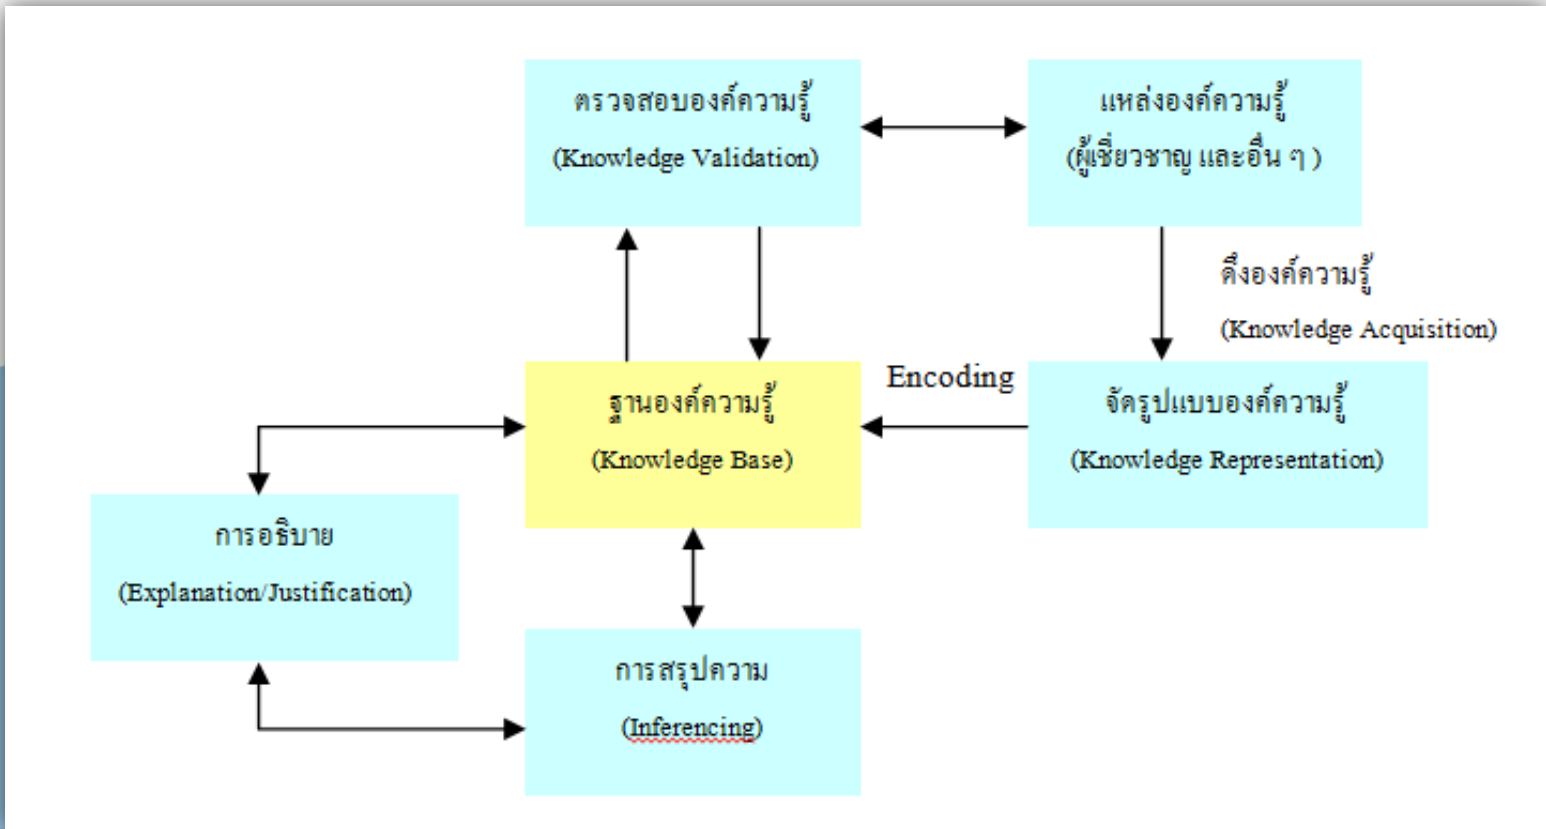 ตรวจสอบองค์ความรู้
(Knowledge Validation)
แหล่งองค์ความรู้
(ผู้เชี่ยวชาญ และอื่น ๆ )
ดึงองค์ความรู้
(Knowledge Acquisition)
ฐานองค์ความรู้
(Knowledge Base)
Encoding
จัดรูปแบบองค์ความรู้
(Knowledge Representation)
การอธิบาย
(Explanation/Justification)
การสรุปความ
(Inferencing)